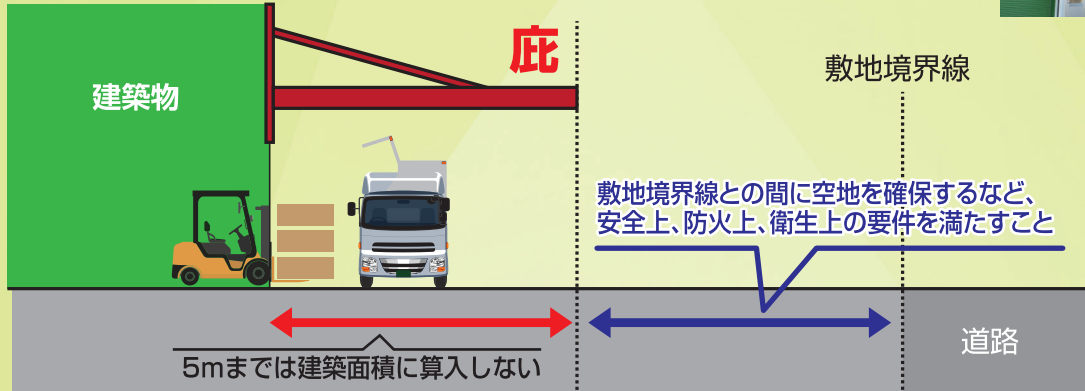 庇
敷地境界線
建築物
敷地境界線との間に空地を確保するなど、
安全上、防火上、衛生上の要件を満たすこと
道路
5mまでは建築面積に算入しない